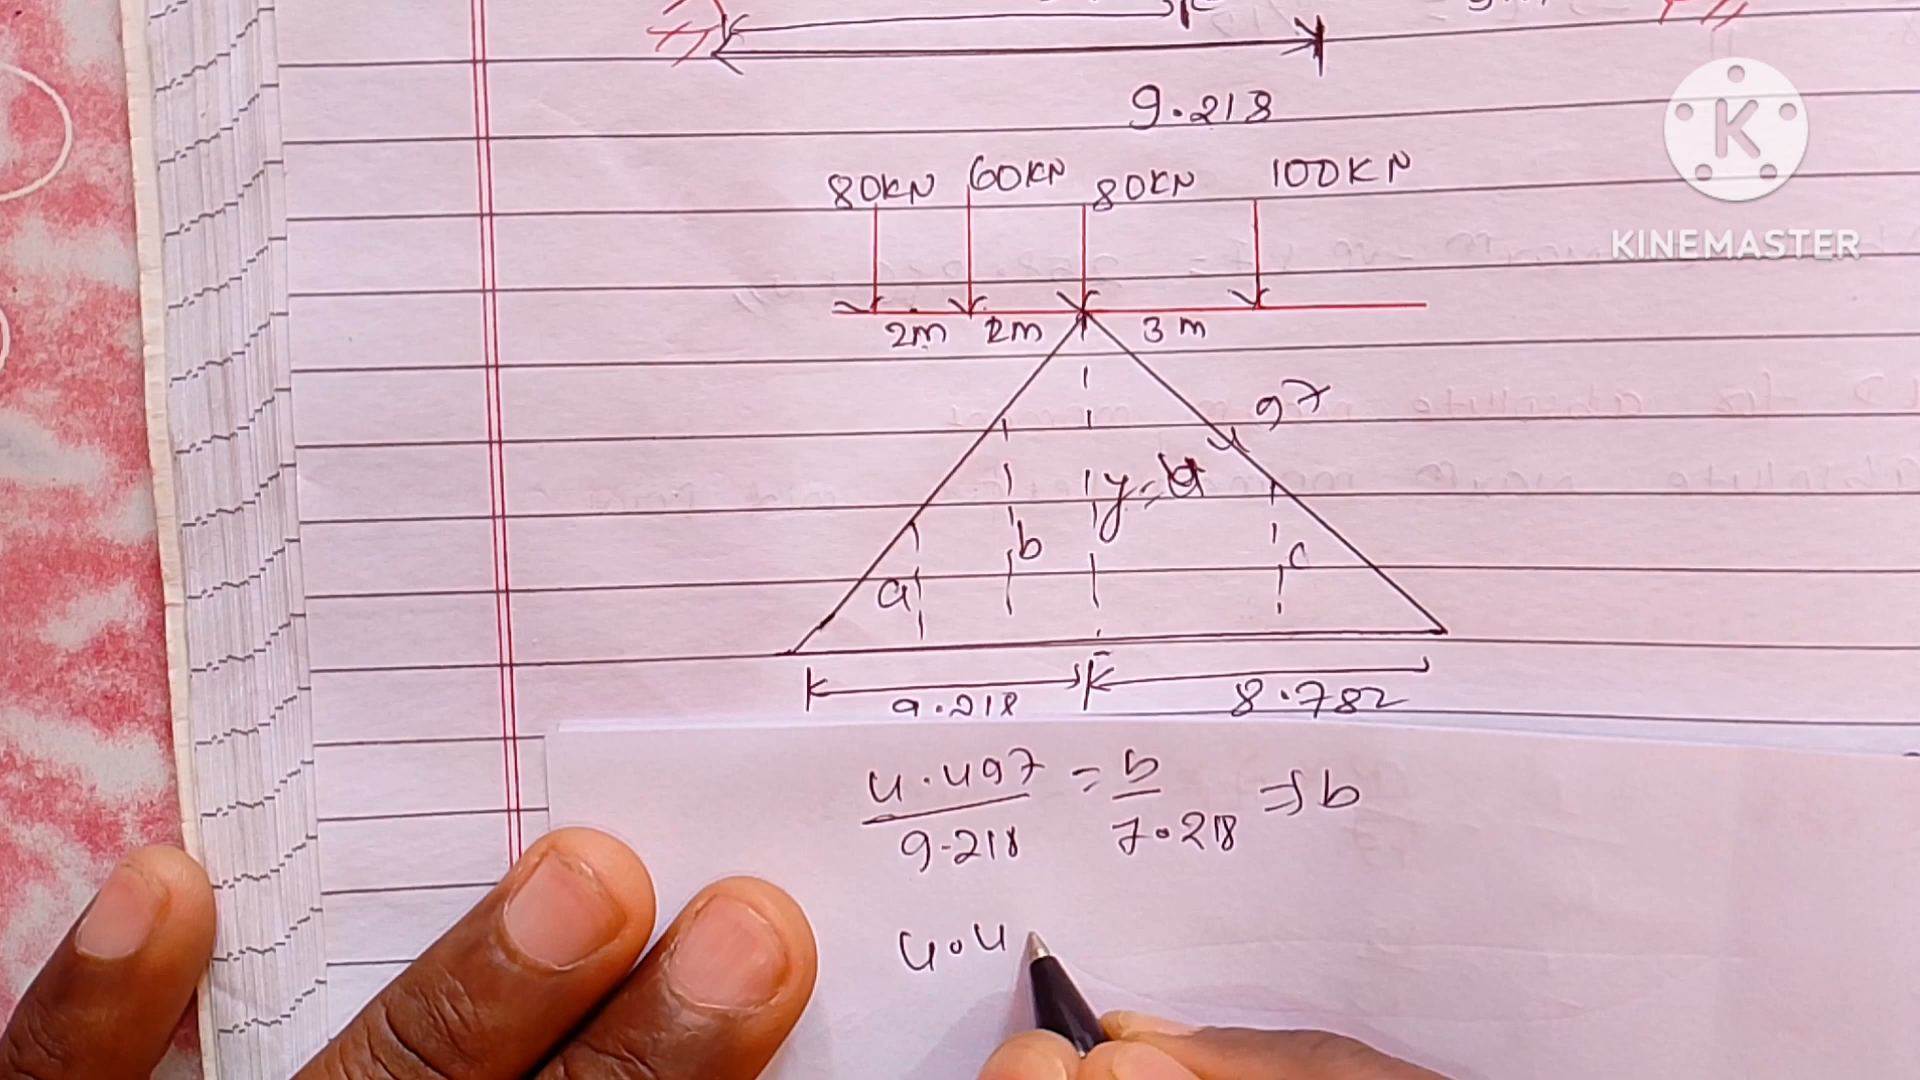 9.218
80KN 60KN 80KN 100KN
2m 2m 3m
97
y=4
b
c
a
9.218 8.782
4.497/9.218 = b/7.218 => b
4.4
K
KINEMASTER